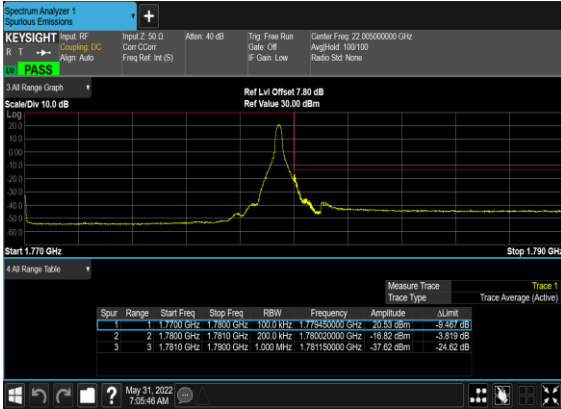 Spectrum Analyzer 1
Spurious Emissions
+
KEYSIGHT Input: RF Input Z: 50 Ω Atten: 40 dB Trig: Free Run Center Freq: 22.005000000 GHz
R T Coupling: DC Corr CCorr Gate: Off Avg|Hold: 100/100
Align: Auto Freq Ref: Int (S) IF Gain: Low Radio Std: None
PASS
3 All Range Graph
Ref Lvl Offset 7.80 dB
Scale/Div 10.0 dB Ref Value 30.00 dBm
Log
20.0
10.0
0.00
-10.0
-20.0
-30.0
-40.0
-50.0
-60.0
Start 1.770 GHz Stop 1.790 GHz
4 All Range Table
Measure Trace Trace 1
Trace Type Trace Average (Active)
Spur Range Start Freq Stop Freq RBW Frequency Amplitude ΔLimit
1 1 1.7700 GHz 1.7800 GHz 100.0 kHz 1.779450000 GHz 20.53 dBm -9.467 dB
2 2 1.7800 GHz 1.7810 GHz 200.0 kHz 1.780020000 GHz -16.82 dBm -3.819 dB
3 3 1.7810 GHz 1.7900 GHz 1.000 MHz 1.781150000 GHz -37.62 dBm -24.62 dB
?
May 31, 2022
7:05:46 AM